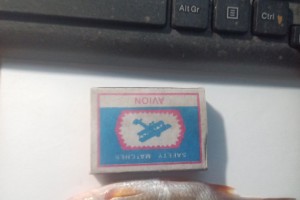 Alt Gr
Ctrl
AVION
SAFETY MATCHES